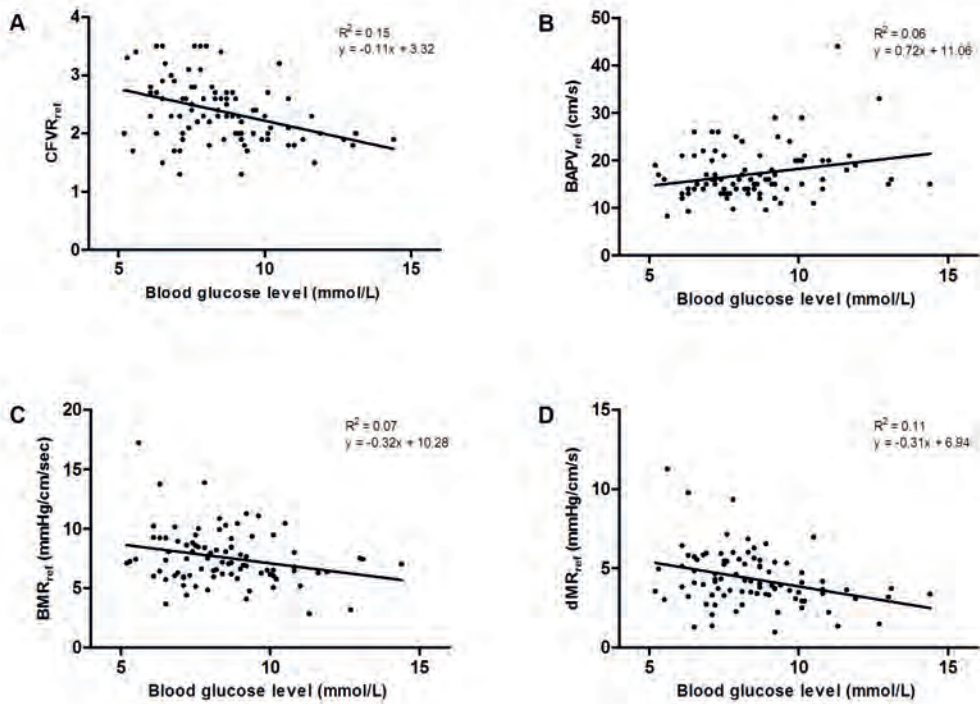 A
4
3
2
1
0
CFVRref
5
10
15
Blood glucose level (mmol/L)
R² = 0.15
y = -0.11x + 3.32
B
50
40
30
20
10
0
BAPVref (cm/s)
5
10
15
Blood glucose level (mmol/L)
R² = 0.06
y = 0.72x + 11.06
C
20
15
10
5
0
BMRref (mmHg/cm/sec)
5
10
15
Blood glucose level (mmol/L)
R² = 0.07
y = -0.32x + 10.28
D
15
10
5
0
dMRref (mmHg/cm/s)
5
10
15
Blood glucose level (mmol/L)
R² = 0.11
y = -0.31x + 6.94